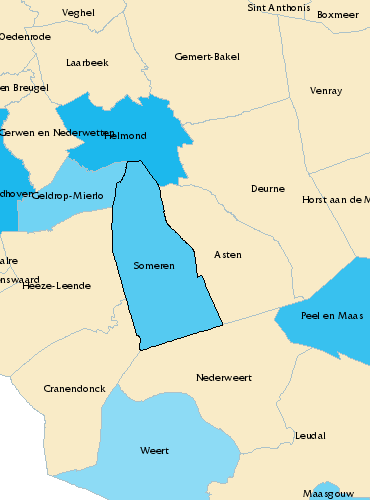 Sint Anthonis
Veghel
Boxmeer
Oedenrode
Gemert-Bakel
Laarbeek
en Breugel
Venray
Gerwen en Nederwetten
Helmond
Deurne
dhoven
Geldrop-Mierlo
Horst aan de M
Asten
alre
Someren
nswaard
Heeze-Leende
Peel en Maas
Nederweert
Cranendonck
Leudal
Weert
Maasgouw